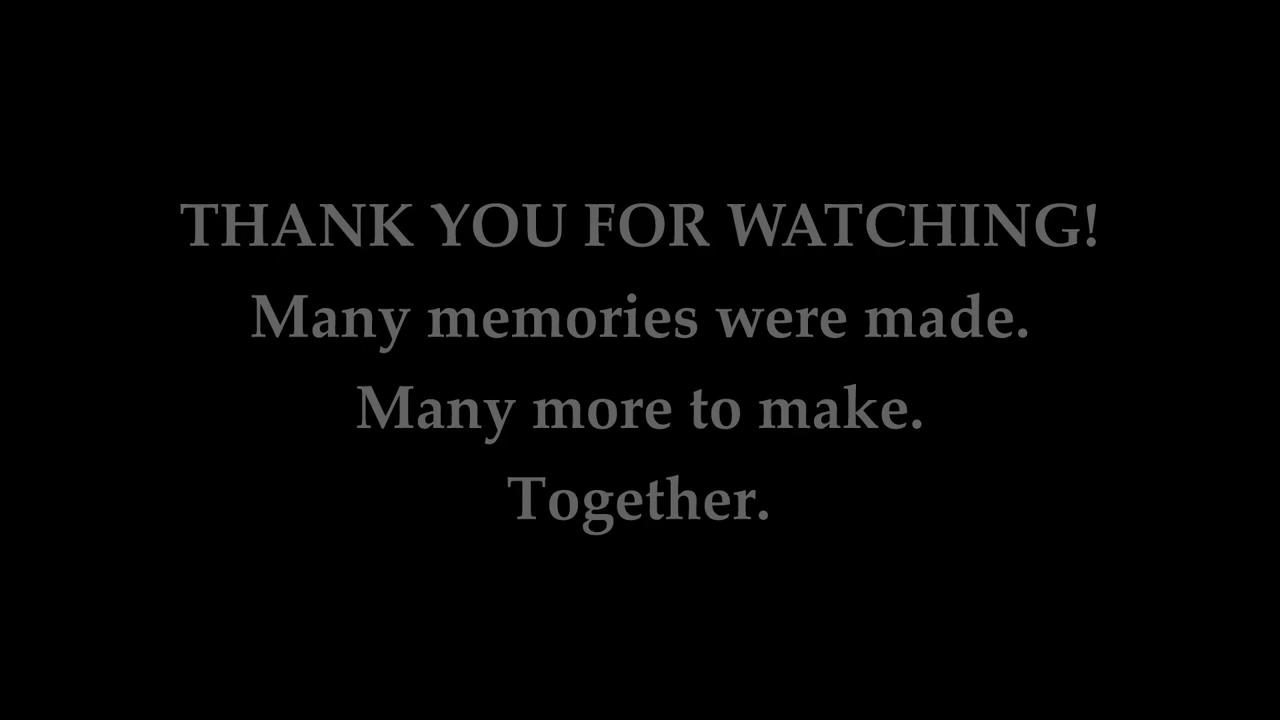 THANK YOU FOR WATCHING!
Many memories were made.
Many more to make.
Together.